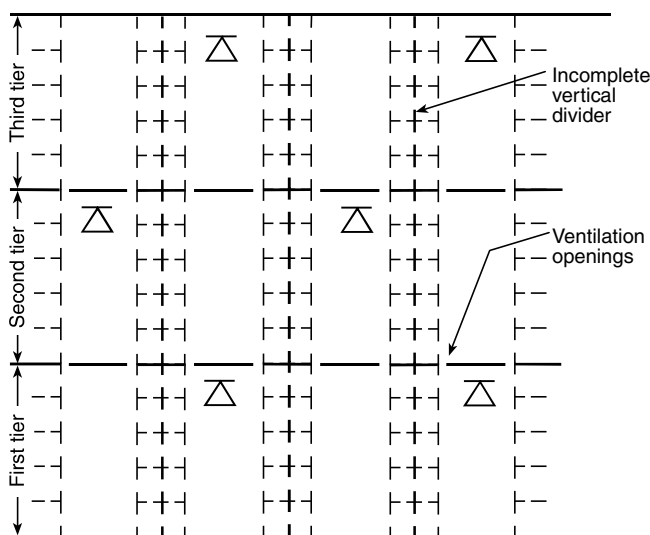 Third tier
Incomplete
vertical
divider
Second tier
Ventilation
openings
First tier